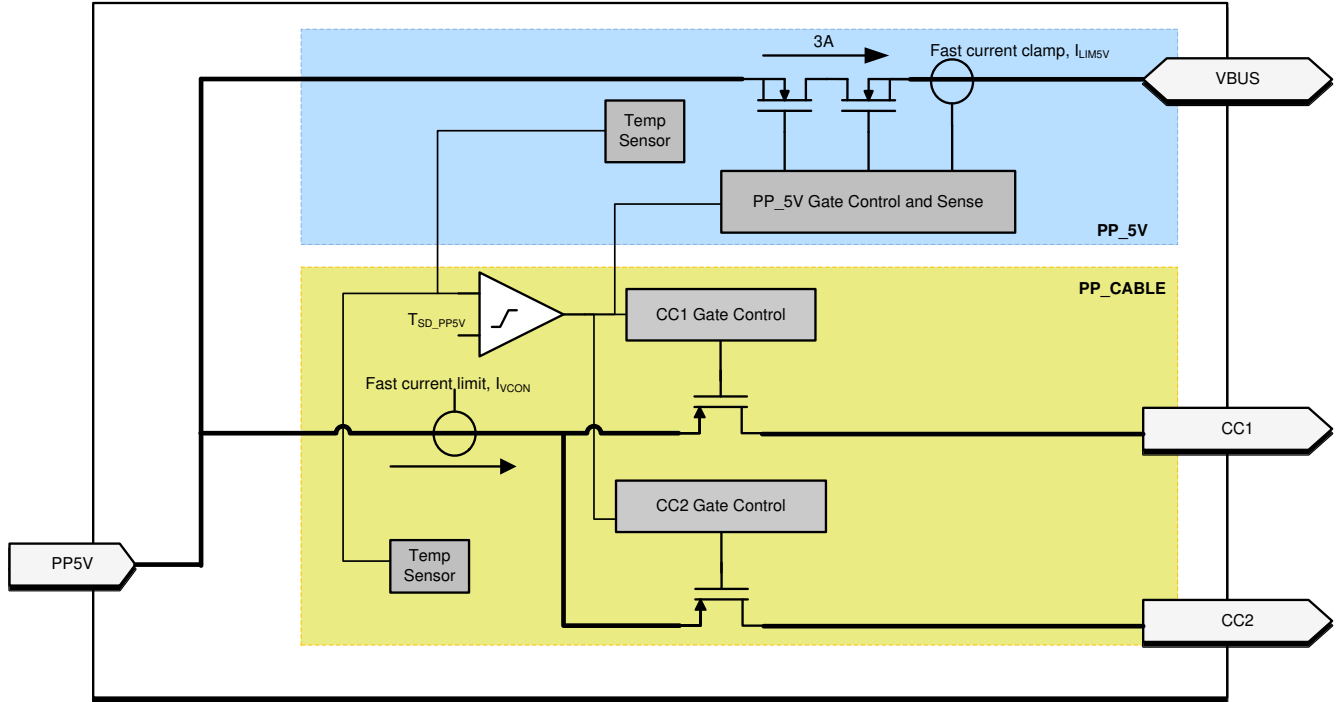 3A
Fast current clamp, ILIM5V
VBUS
Temp
Sensor
PP_5V Gate Control and Sense
PP_5V
PP_CABLE
CC1 Gate Control
TSD_PP5V
Fast current limit, IVCON
CC1
CC2 Gate Control
PP5V
Temp
Sensor
CC2